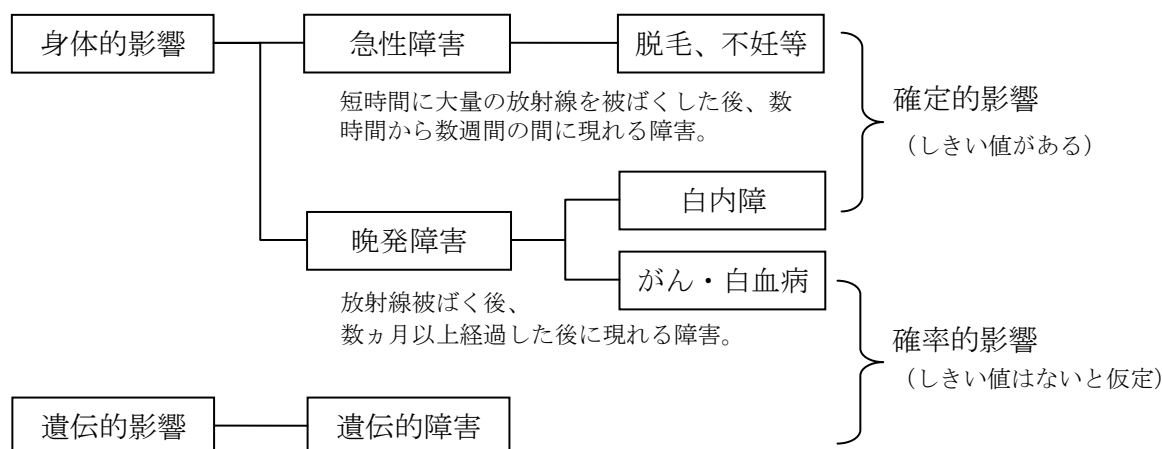 身体的影響
急性障害
脱毛、不妊等
短時間に大量の放射線を被ばくした後、数
時間から数週間の間に現れる障害。
確定的影響
(しきい値がある)
白内障
晩発障害
がん・白血病
放射線被ばく後、
数ヵ月以上経過した後に現れる障害。
確率的影響
(しきい値はないと仮定)
遺伝的影響
遺伝的障害